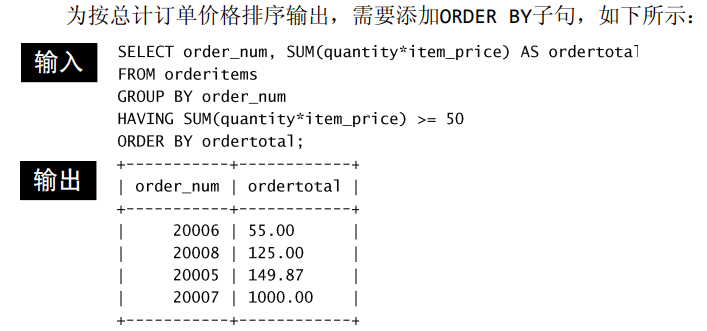 为按总计订单价格排序输出，需要添加ORDER BY子句，如下所示：
输入
SELECT order_num, SUM(quantity*item_price) AS ordertotal
FROM orderitems
GROUP BY order_num
HAVING SUM(quantity*item_price) >= 50
ORDER BY ordertotal;
输出
+-----------+------------+
| order_num | ordertotal |
+-----------+------------+
|     20006 | 55.00      |
|     20008 | 125.00     |
|     20005 | 149.87     |
|     20007 | 1000.00    |
+-----------+------------+